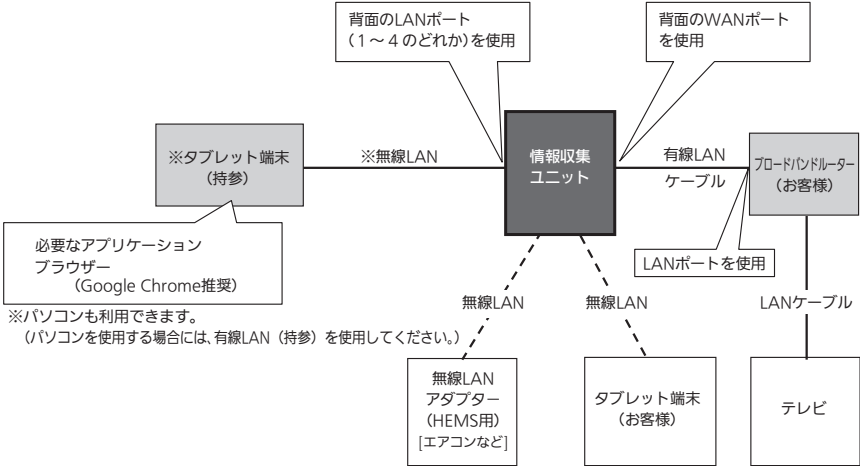 背面のLANポート
（1～4のどれか）を使用
背面のWANポート
を使用
※タブレット端末
（持参）
※無線LAN
情報収集
ユニット
有線LAN
ケーブル
ブロードバンドルーター
（お客様）
必要なアプリケーション
ブラウザー
（Google Chrome推奨）
LANポートを使用
※パソコンも利用できます。
（パソコンを使用する場合には、有線LAN（持参）を使用してください。）
無線LAN
無線LAN
LANケーブル
無線LAN
アダプター
（HEMS用）
[エアコンなど]
タブレット端末
（お客様）
テレビ